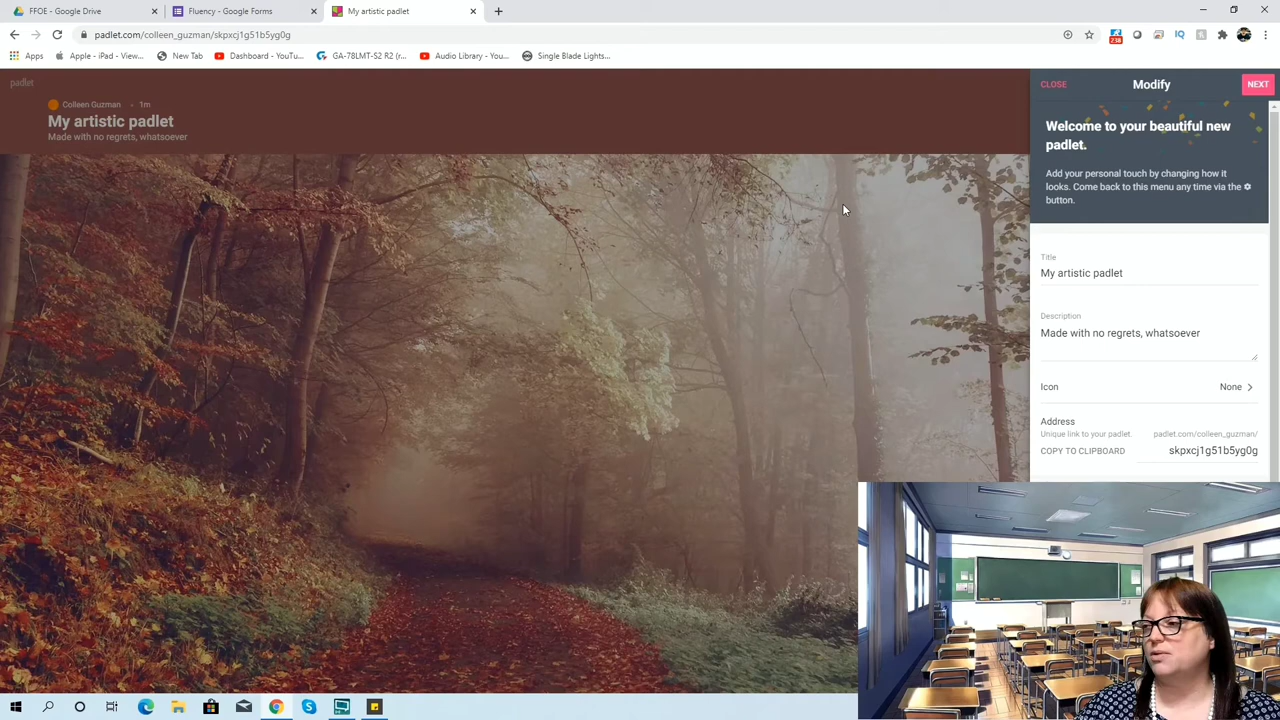 FFOE - Google Drive
Fluency - Google Forms
My artistic padlet
padlet.com/colleen_guzman/skpxcj1g51b5yg0g
238
IQ
Apps
Apple - iPad - View...
New Tab
Dashboard - YouTu...
GA-78LMT-S2 R2 (r...
Audio Library - You...
Single Blade Lights...
padlet
Colleen Guzman • 1m
My artistic padlet
Made with no regrets, whatsoever
CLOSE
Modify
NEXT
Welcome to your beautiful new
padlet.
Add your personal touch by changing how it
looks. Come back to this menu any time via the
button.
Title
My artistic padlet
Description
Made with no regrets, whatsoever
Icon
None
Address
Unique link to your padlet.
padlet.com/colleen_guzman/
COPY TO CLIPBOARD
skpxcj1g51b5yg0g